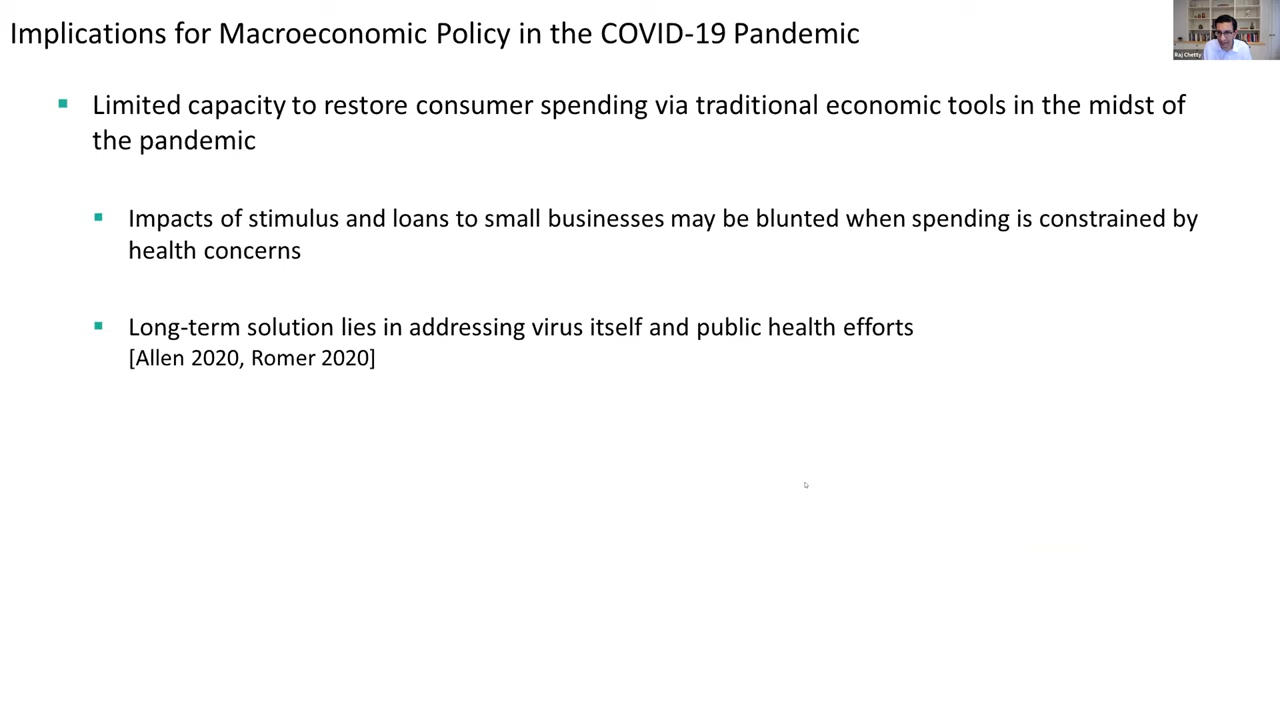 Implications for Macroeconomic Policy in the COVID-19 Pandemic
Raj Chetty
Limited capacity to restore consumer spending via traditional economic tools in the midst of
the pandemic
Impacts of stimulus and loans to small businesses may be blunted when spending is constrained by
health concerns
Long-term solution lies in addressing virus itself and public health efforts
[Allen 2020, Romer 2020]